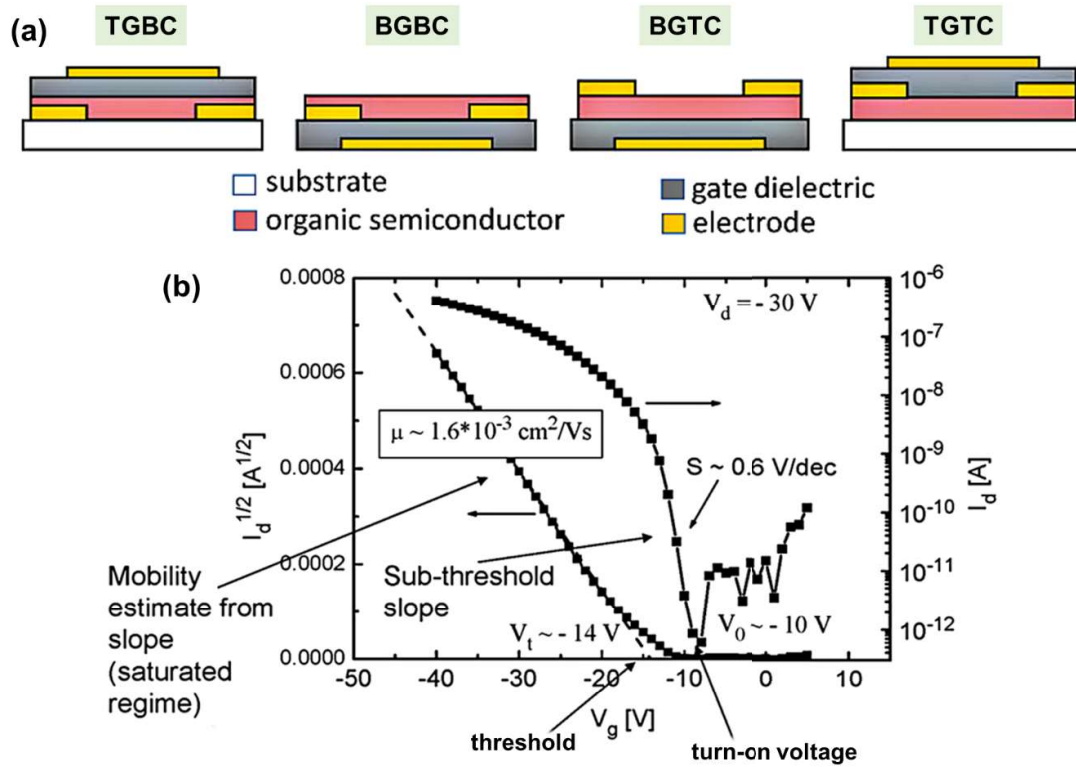 (a)
TGBC BGBC BGTC TGTC
substrate gate dielectric
organic semiconductor electrode
(b)
0.0008
0.0006
0.0004
0.0002
0.0000
I_d^{1/2} [A^{1/2}]
V_d = - 30 V
μ ~ 1.6*10^{-3} cm^2/Vs
S ~ 0.6 V/dec
Mobility
estimate from
slope
(saturated
regime)
Sub-threshold
slope
V_t ~ - 14 V
V_0 ~ - 10 V
10^{-6}
10^{-7}
10^{-8}
10^{-9}
10^{-10}
10^{-11}
10^{-12}
I_d [A]
-50 -40 -30 -20 -10 0 10
V_g [V]
threshold
turn-on voltage